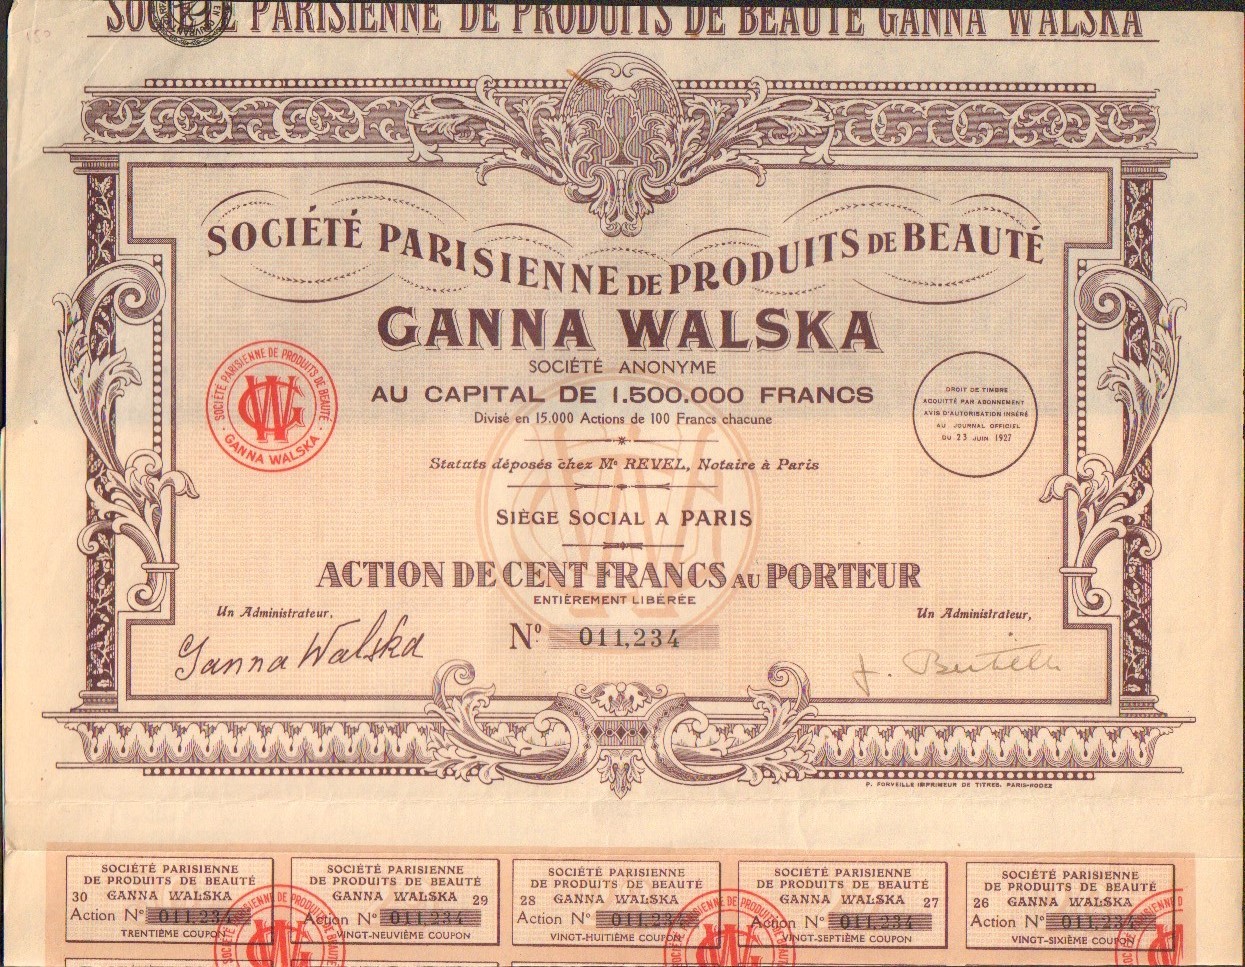 SOCIÉTÉ PARISIENNE DE PRODUITS DE BEAUTÉ GANNA WALSKA
SOCIÉTÉ PARISIENNE DE PRODUITS DE BEAUTÉ
GANNA WALSKA
SOCIÉTÉ ANONYME
AU CAPITAL DE 1.500.000 FRANCS
Divisé en 15.000 Actions de 100 Francs chacune
SOCIÉTÉ PARISIENNE DE PRODUITS DE BEAUTÉ
GANNA WALSKA
DROIT DE TIMBRE
ACQUITTÉ PAR ABONNEMENT
AVIS D'AUTORISATION INSÉRÉ
AU JOURNAL OFFICIEL
DU 23 JUIN 1927
Statuts déposés chez Me REVEL, Notaire à Paris
SIÈGE SOCIAL A PARIS
ACTION DE CENT FRANCS AU PORTEUR
ENTIÈREMENT LIBÉRÉE
No 011,234
Un Administrateur,
Ganna Walska
Un Administrateur,
P. FORVEILLE IMPRIMEUR DE TITRES, PARIS-RODEZ
SOCIÉTÉ PARISIENNE
DE PRODUITS DE BEAUTÉ
30 GANNA WALSKA
Action No 011,234
TRENTIÈME COUPON
SOCIÉTÉ PARISIENNE
DE PRODUITS DE BEAUTÉ
GANNA WALSKA 29
Action No 011,234
VINGT-NEUVIÈME COUPON
SOCIÉTÉ PARISIENNE
DE PRODUITS DE BEAUTÉ
28 GANNA WALSKA
Action No 011,234
VINGT-HUITIÈME COUPON
SOCIÉTÉ PARISIENNE
DE PRODUITS DE BEAUTÉ
GANNA WALSKA 27
Action No 011,234
VINGT-SEPTIÈME COUPON
SOCIÉTÉ PARISIENNE
DE PRODUITS DE BEAUTÉ
26 GANNA WALSKA
Action No 011,234
VINGT-SIXIÈME COUPON